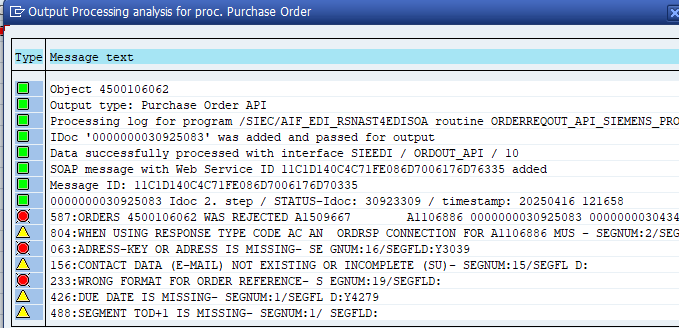 Output Processing analysis for proc. Purchase Order
Type Message text
Object 4500106062
Output type: Purchase Order API
Processing log for program /SIEC/AIF_EDI_RSNAST4EDISOA routine ORDERREQOUT_API_SIEMENS_PRO
IDoc '0000000030925083' was added and passed for output
Data successfully processed with interface SIEEDI / ORDOUT_API / 10
SOAP message with Web Service ID 11C1D140C4C71FE086D7006176D76335 added
Message ID: 11C1D140C4C71FE086D7006176D70335
0000000030925083 Idoc 2. step / STATUS-Idoc: 30923309 / timestamp: 20250416 121658
587:ORDERS 4500106062 WAS REJECTED A1509667 A1106886 0000000030925083 0000000030434
804:WHEN USING RESPONSE TYPE CODE AC AN ORDRSP CONNECTION FOR A1106886 MUS - SEGNUM:2/SEG
063:ADRESS-KEY OR ADRESS IS MISSING- SE GNUM:16/SEGFLD:Y3039
156:CONTACT DATA (E-MAIL) NOT EXISTING OR INCOMPLETE (SU)- SEGNUM:15/SEGFL D:
233:WRONG FORMAT FOR ORDER REFERENCE- S EGNUM:19/SEGFLD:
426:DUE DATE IS MISSING- SEGNUM:1/SEGFL D:Y4279
488:SEGMENT TOD+1 IS MISSING- SEGNUM:1/ SEGFLD: